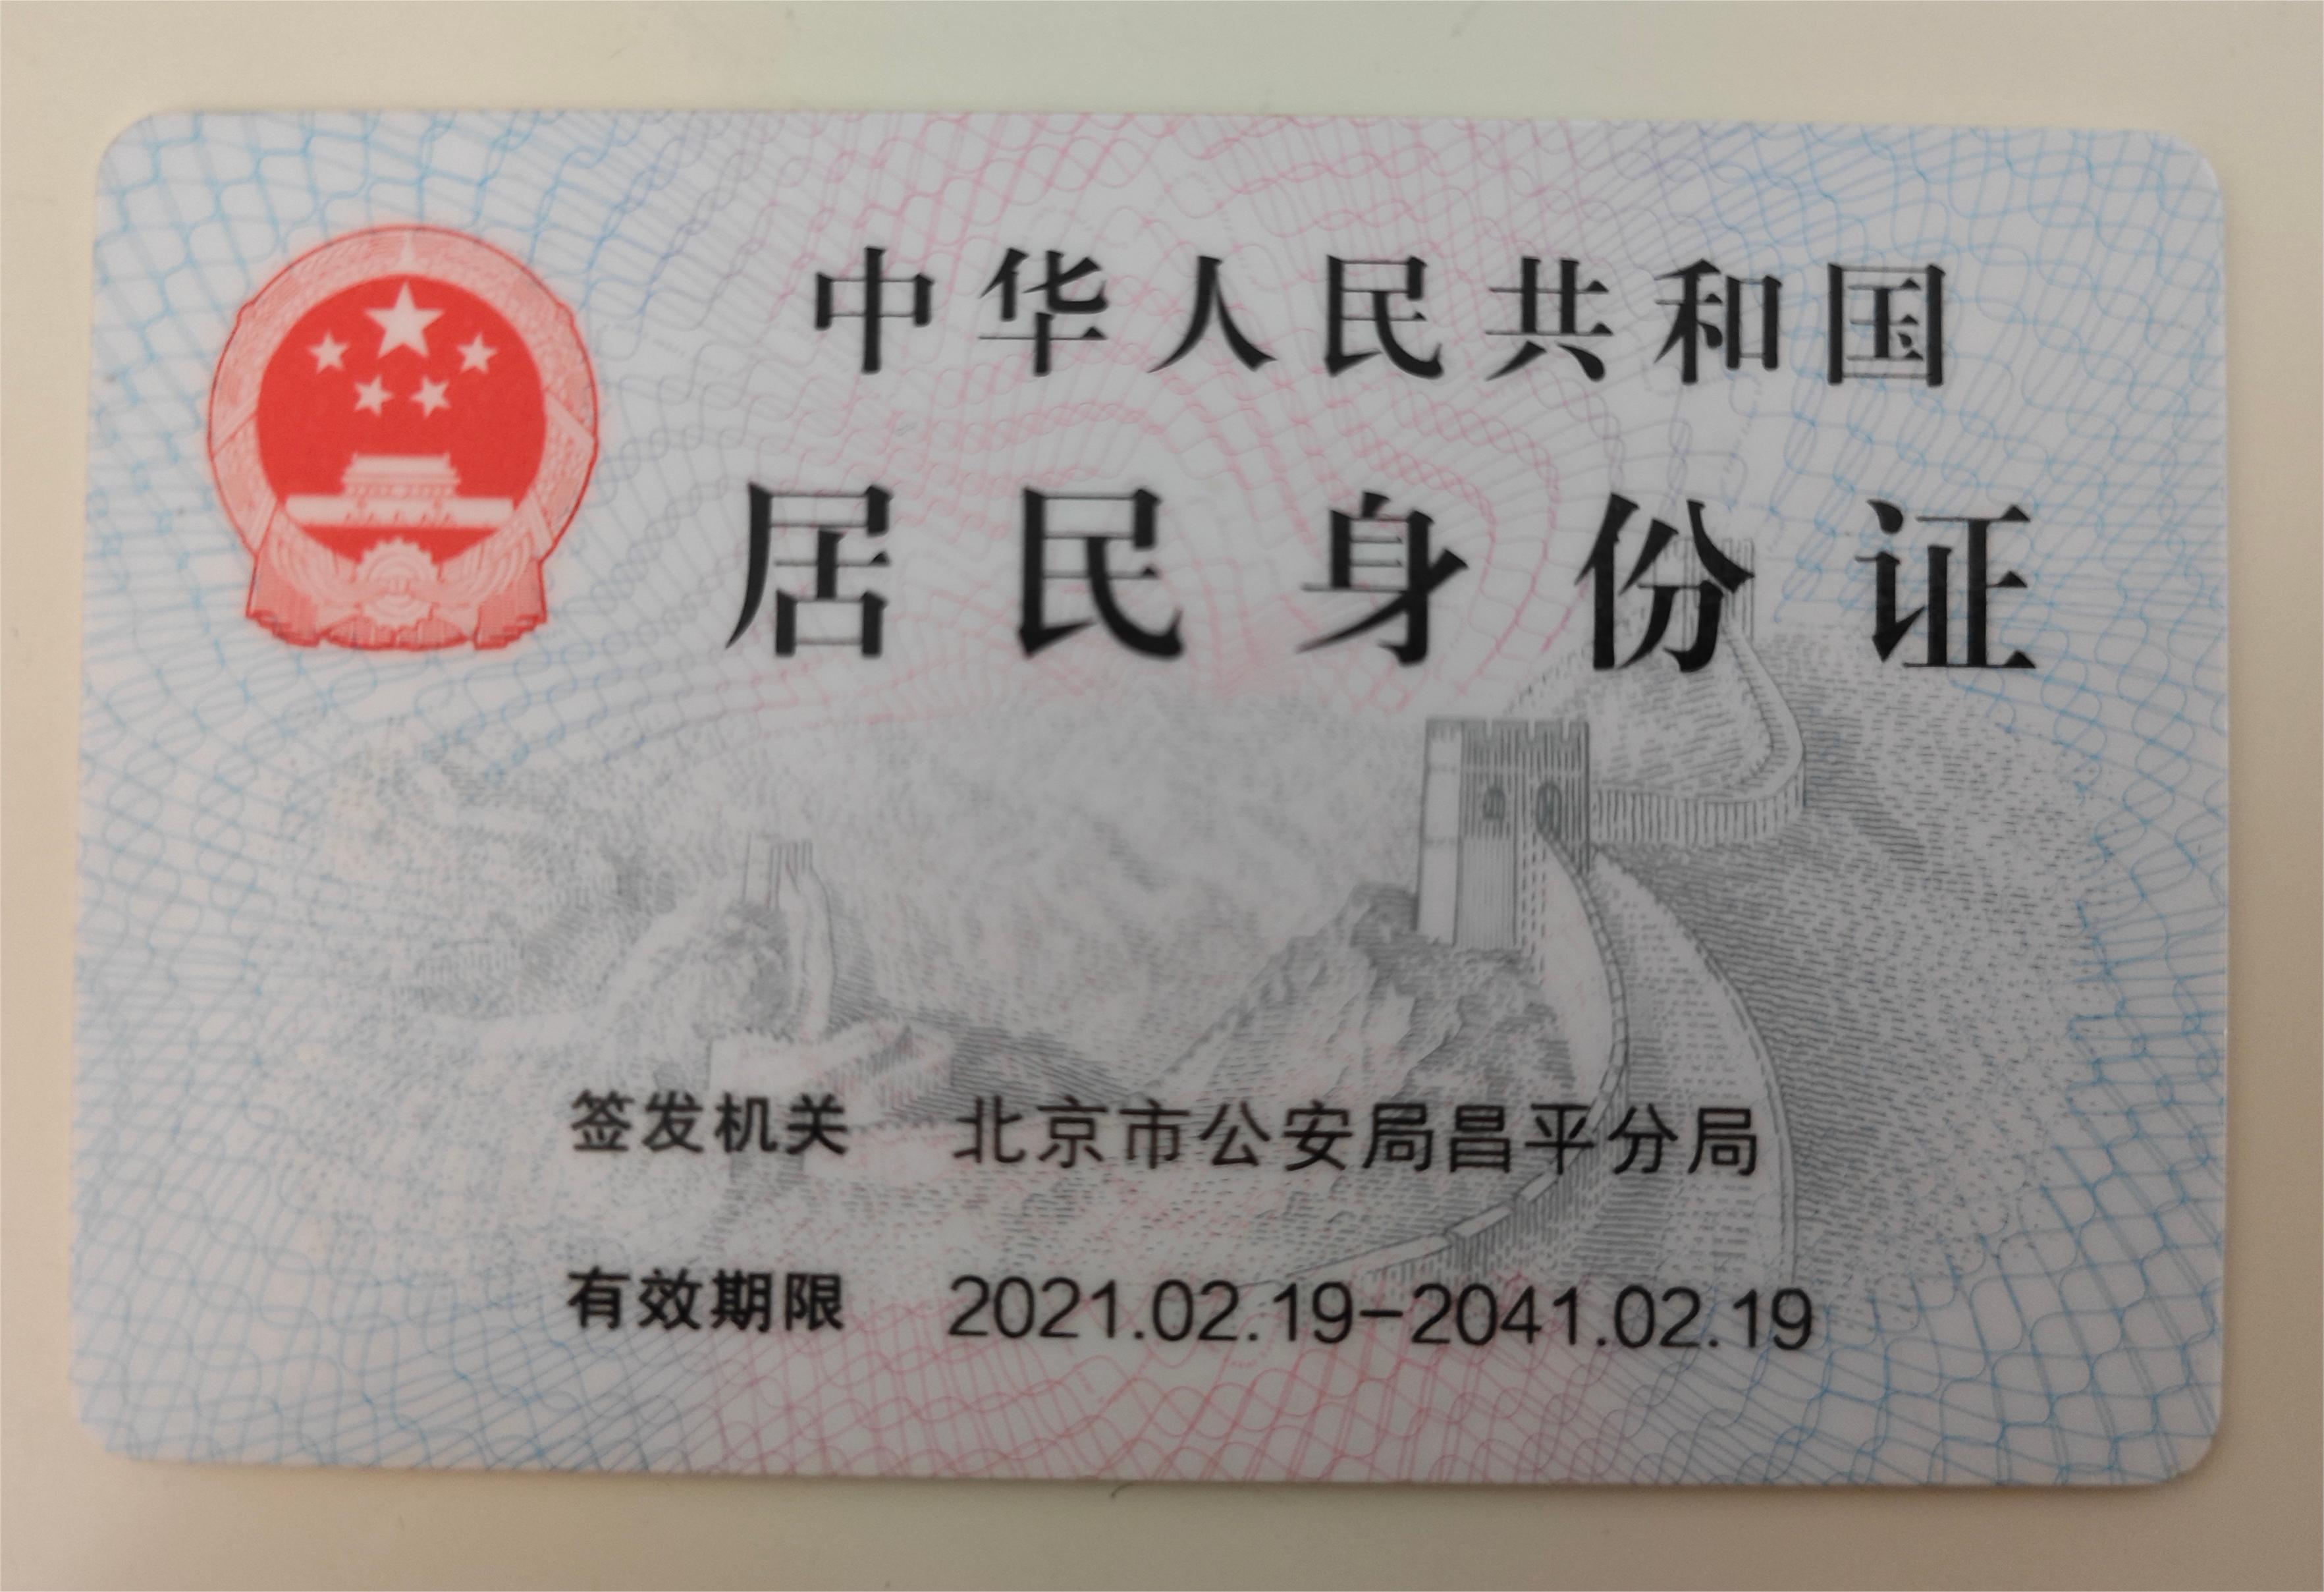 中华人民共和国
居民身份证
签发机关 北京市公安局昌平分局
有效期限 2021.02.19-2041.02.19